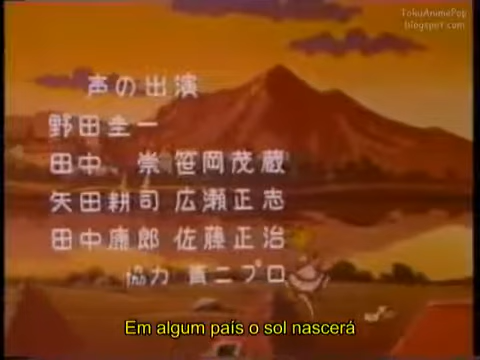 TokuAnimePop
blogspot.com
声の出演
野田圭一
田中 崇 笹岡茂蔵
矢田耕司 広瀬正志
田中康郎 佐藤正治
協力 青二プロ
Em algum país o sol nascerá